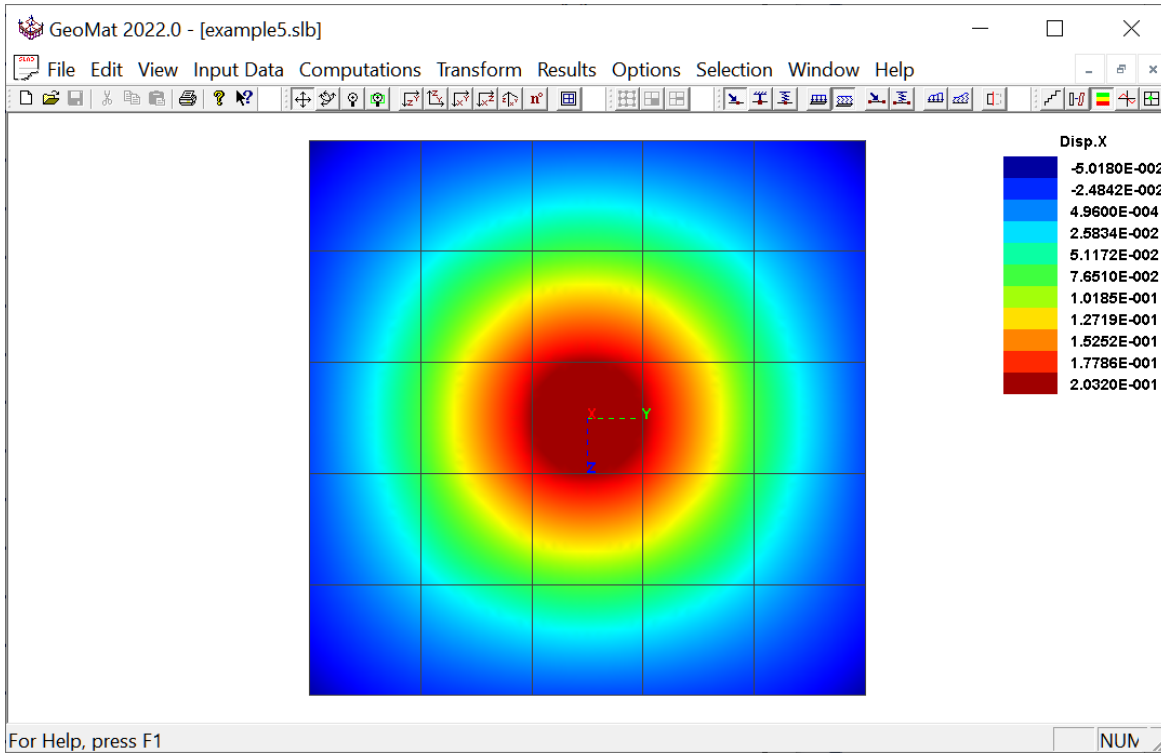 GeoMat 2022.0 - [example5.slb]
File Edit View Input Data Computations Transform Results Options Selection Window Help
Disp.X
-5.0180E-002
-2.4842E-002
4.9600E-004
2.5834E-002
5.1172E-002
7.6510E-002
1.0185E-001
1.2719E-001
1.5252E-001
1.7786E-001
2.0320E-001
X Y
Z
For Help, press F1
NUM